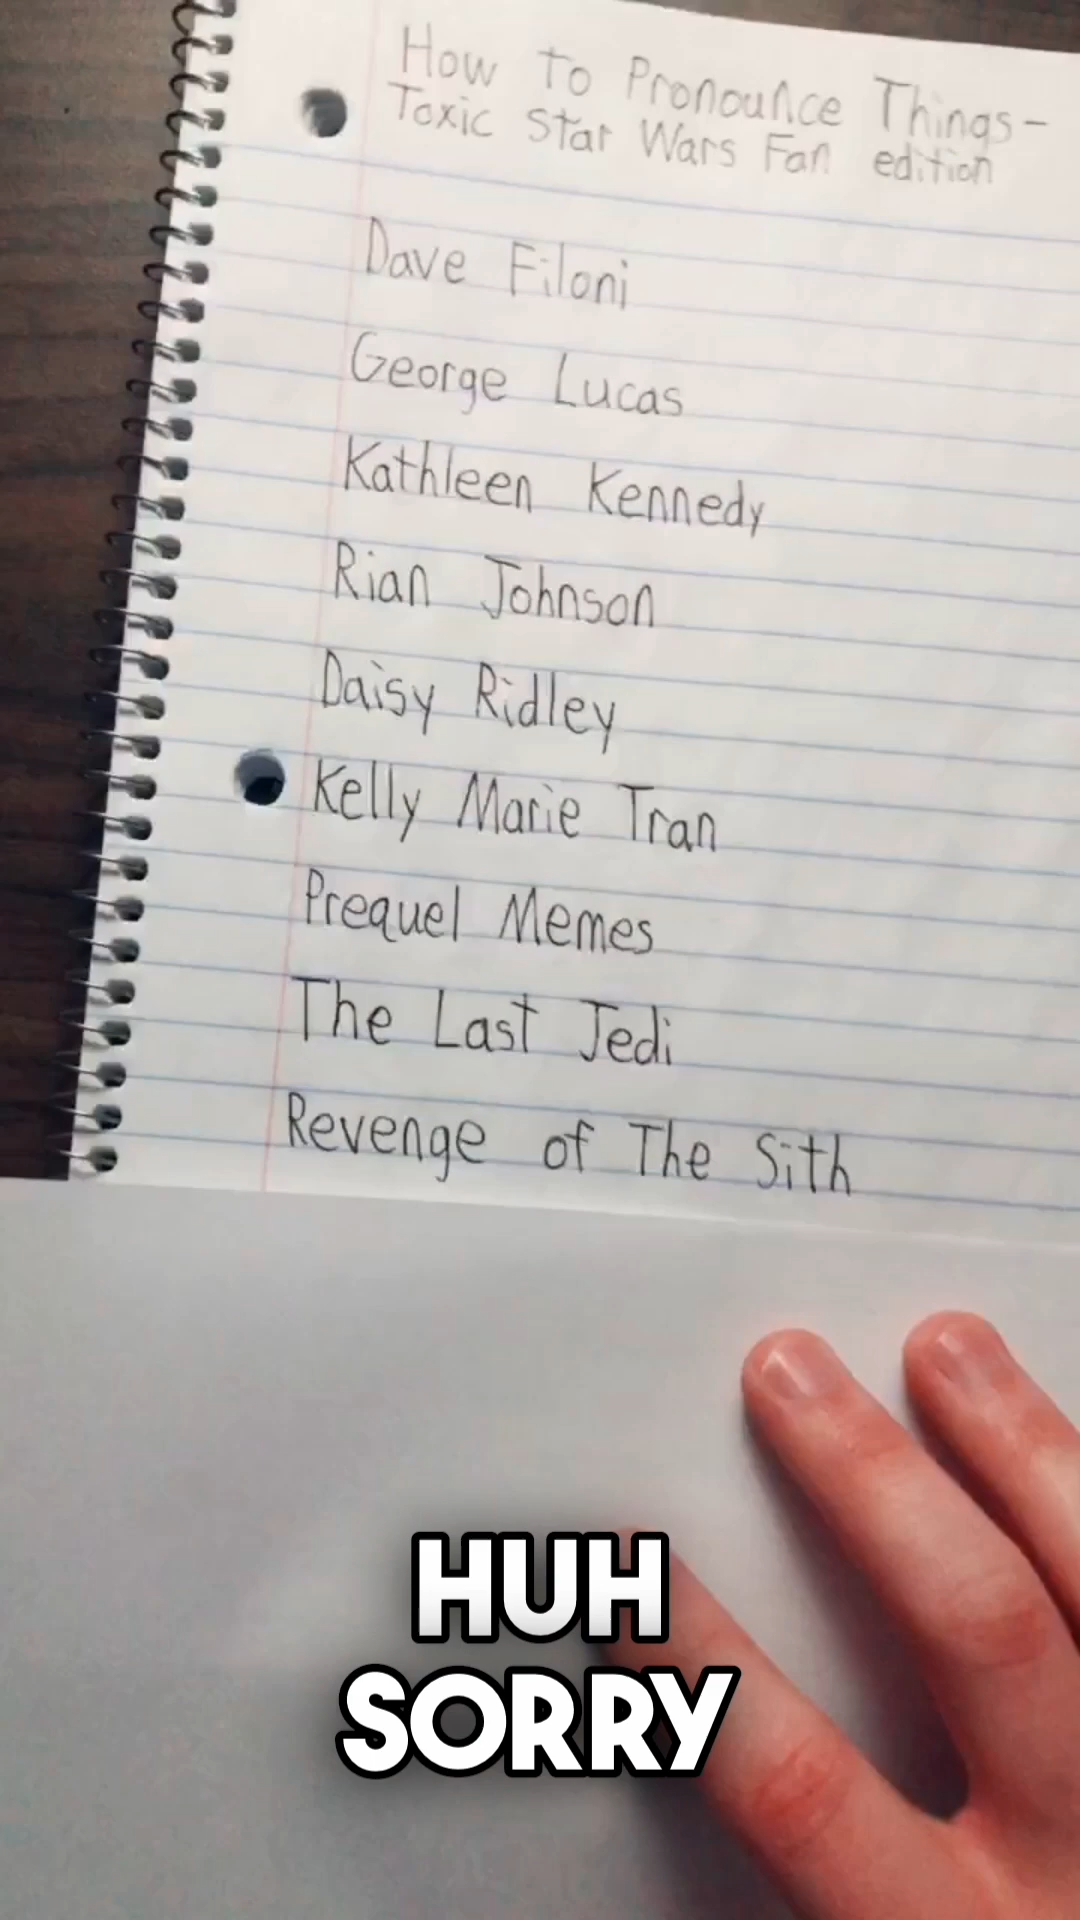 How To Pronounce Things-
Toxic Star Wars Fan edition
Dave Filoni
George Lucas
Kathleen Kennedy
Rian Johnson
Daisy Ridley
Kelly Marie Tran
Prequel Memes
The Last Jedi
Revenge of The Sith
HUH
SORRY